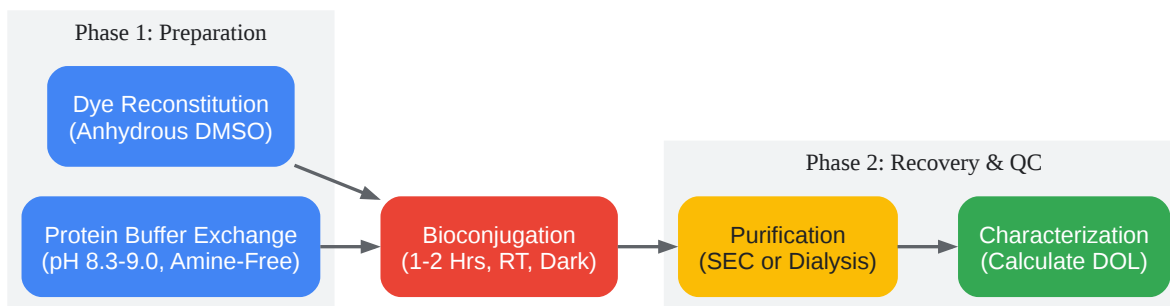 Phase 1: Preparation
Dye Reconstitution
(Anhydrous DMSO)
Protein Buffer Exchange
(pH 8.3-9.0, Amine-Free)
Bioconjugation
(1-2 Hrs, RT, Dark)
Phase 2: Recovery & QC
Purification
(SEC or Dialysis)
Characterization
(Calculate DOL)